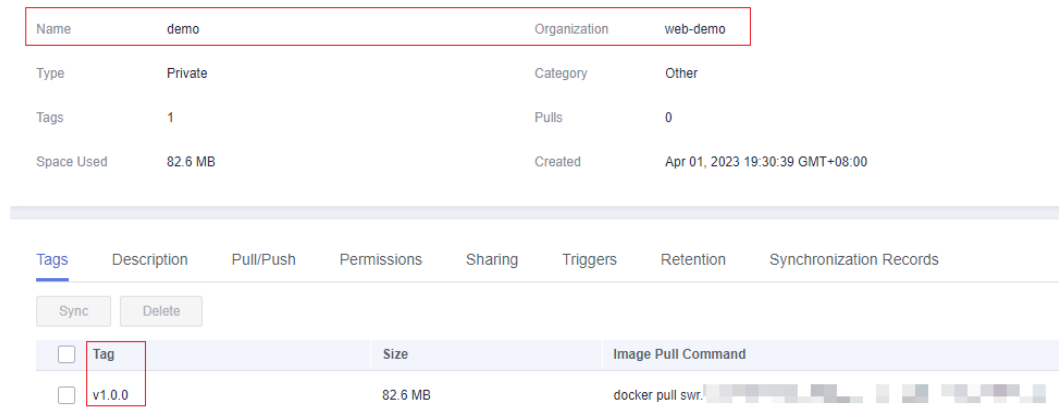 Name demo Organization web-demo
Type Private Category Other
Tags 1 Pulls 0
Space Used 82.6 MB Created Apr 01, 2023 19:30:39 GMT+08:00
Tags Description Pull/Push Permissions Sharing Triggers Retention Synchronization Records
Sync Delete
Tag Size Image Pull Command
v1.0.0 82.6 MB docker pull swr.